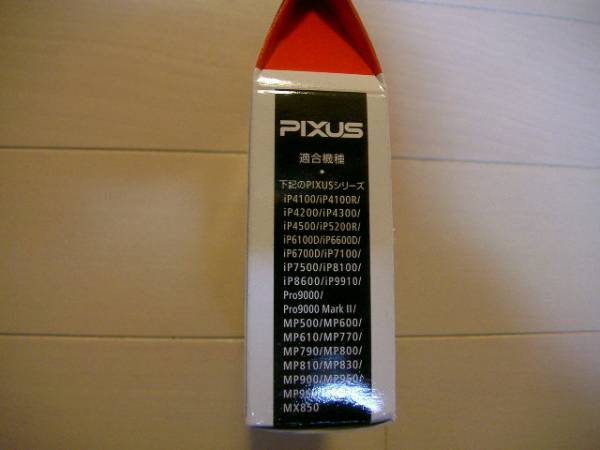 PIXUS
適合機種
下記のPIXUSシリーズ
iP4100/iP4100R/
iP4200/iP4300/
iP4500/iP5200R/
iP6100D/iP6600D/
iP6700D/iP7100/
iP7500/iP8100/
iP8600/iP9910/
Pro9000/
Pro9000 Mark II/
MP500/MP600/
MP610/MP770/
MP790/MP800/
MP810/MP830/
MP900/MP950/
MX850